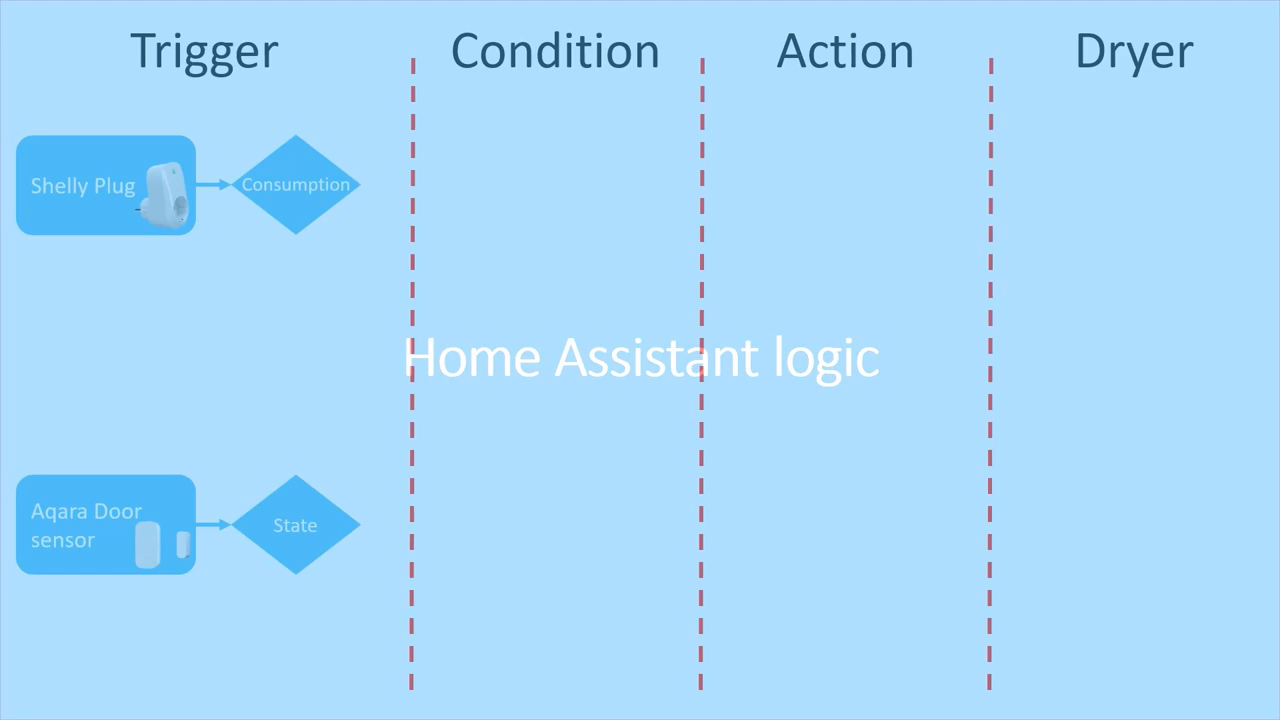 Trigger
Condition
Action
Dryer
Shelly Plug
Consumption
Home Assistant logic
Aqara Door
sensor
State